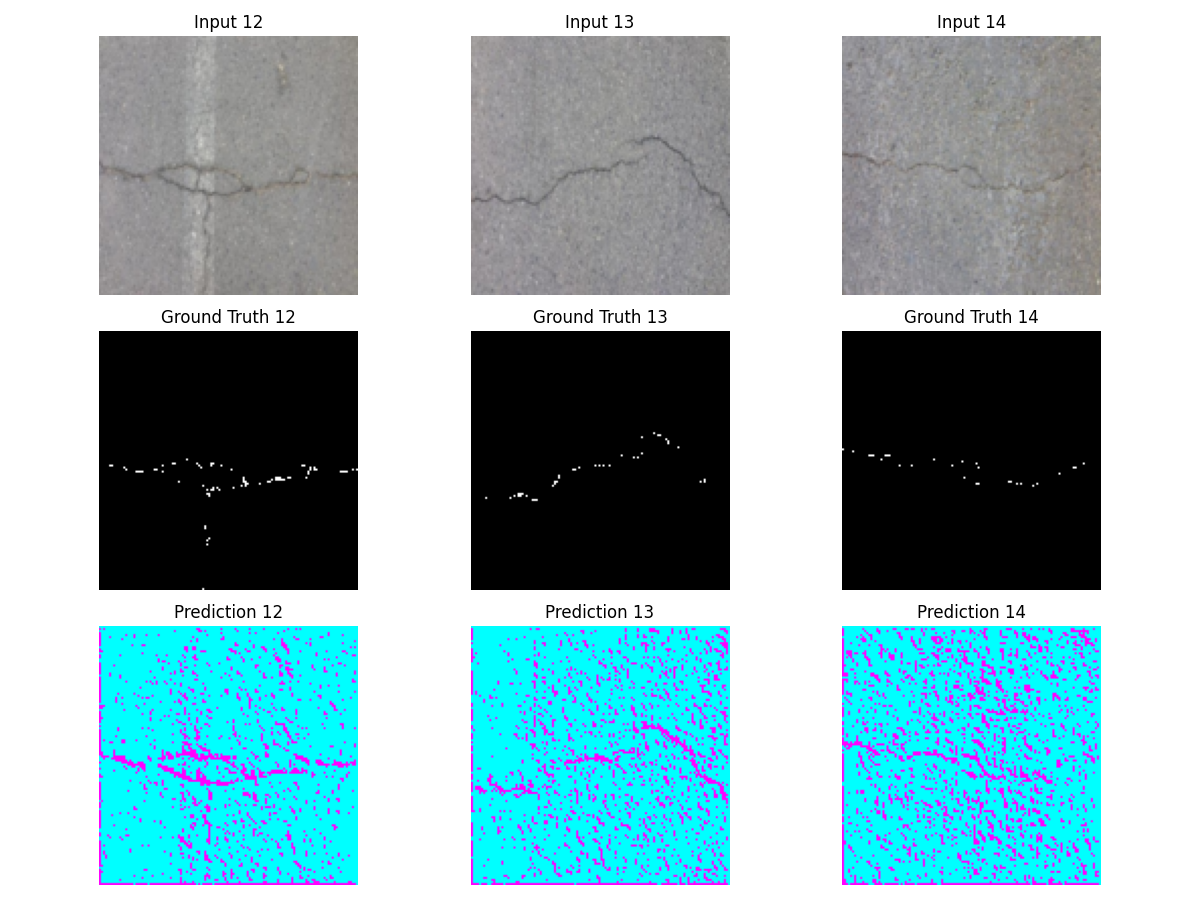 Input 12
Input 13
Input 14
Ground Truth 12
Ground Truth 13
Ground Truth 14
Prediction 12
Prediction 13
Prediction 14